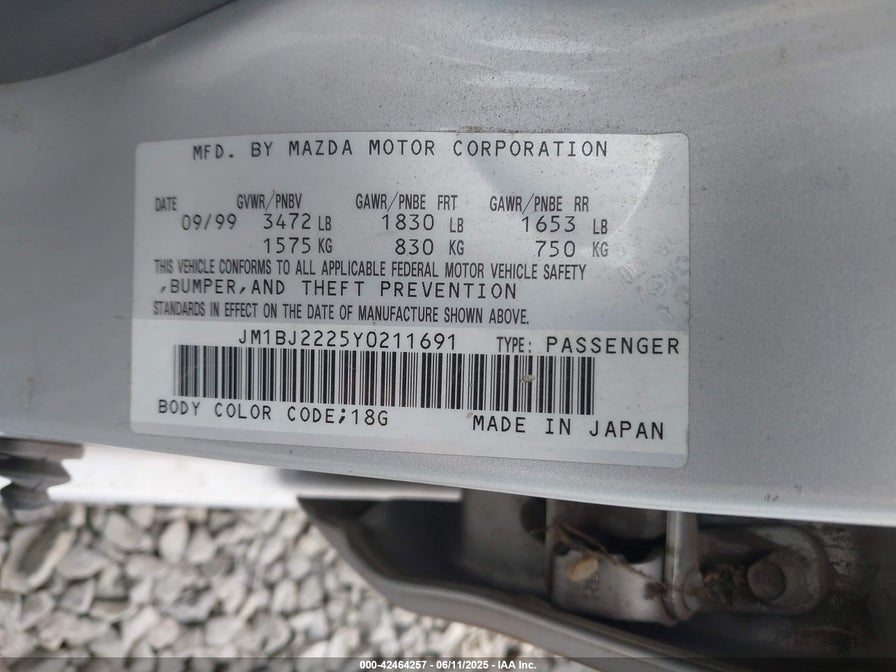 MFD. BY MAZDA MOTOR CORPORATION
DATE GVWR/PNBV GAWR/PNBE FRT GAWR/PNBE RR
09/99 3472 LB 1830 LB 1653 LB
1575 KG 830 KG 750 KG
THIS VEHICLE CONFORMS TO ALL APPLICABLE FEDERAL MOTOR VEHICLE SAFETY
,BUMPER,AND THEFT PREVENTION
STANDARDS IN EFFECT ON THE DATE OF MANUFACTURE SHOWN ABOVE.
JM1BJ2225Y0211691 TYPE: PASSENGER
BODY COLOR CODE;18G MADE IN JAPAN
000-42464257 - 06/11/2025 - IAA Inc.